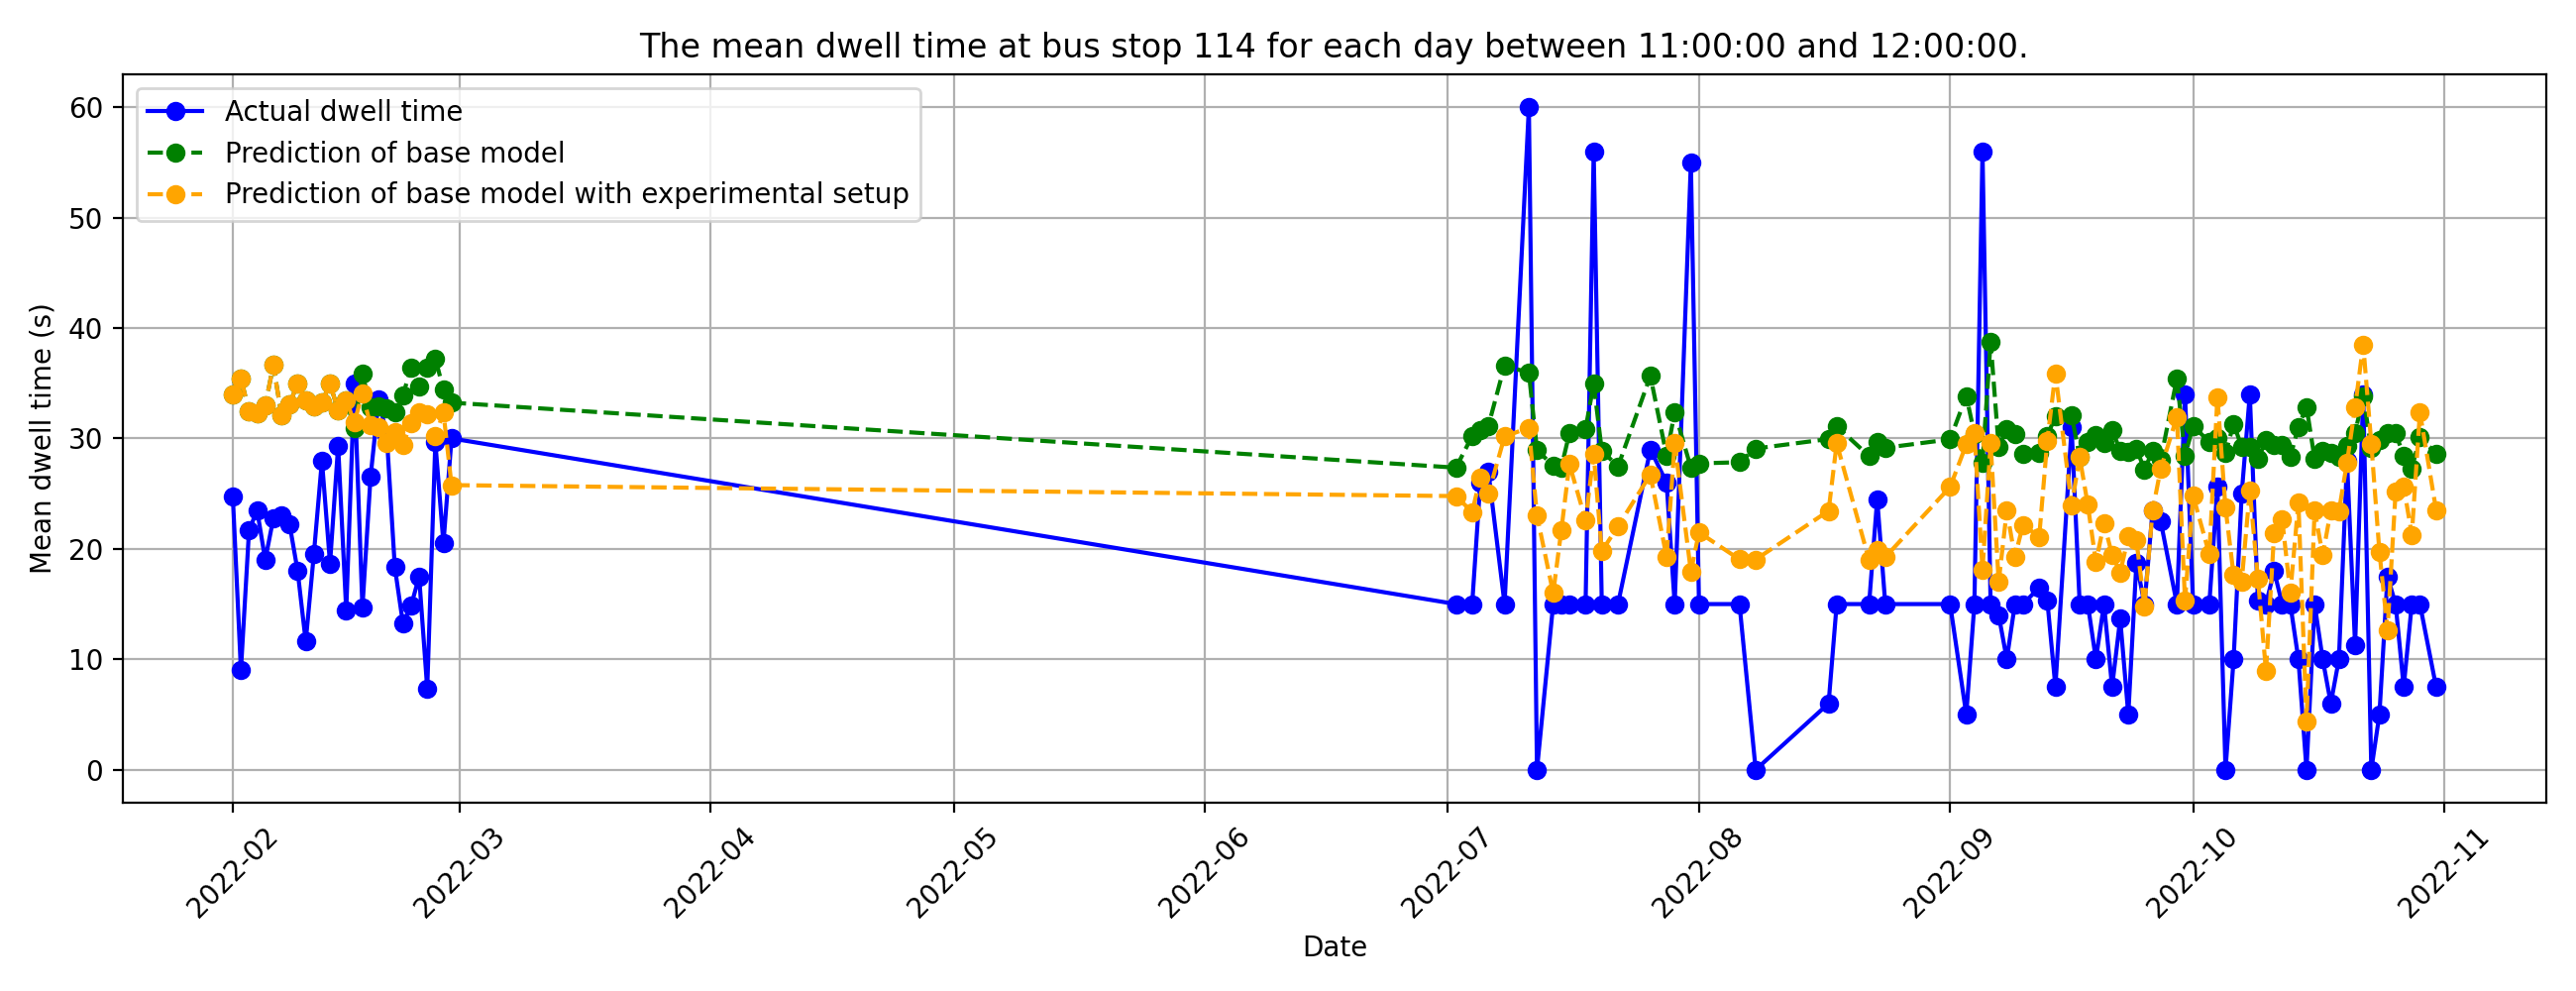 The mean dwell time at bus stop 114 for each day between 11:00:00 and 12:00:00.
Actual dwell time
Prediction of base model
Prediction of base model with experimental setup
Mean dwell time (s)
60
50
40
30
20
10
0
2022-02
2022-03
2022-04
2022-05
2022-06
2022-07
2022-08
2022-09
2022-10
2022-11
Date